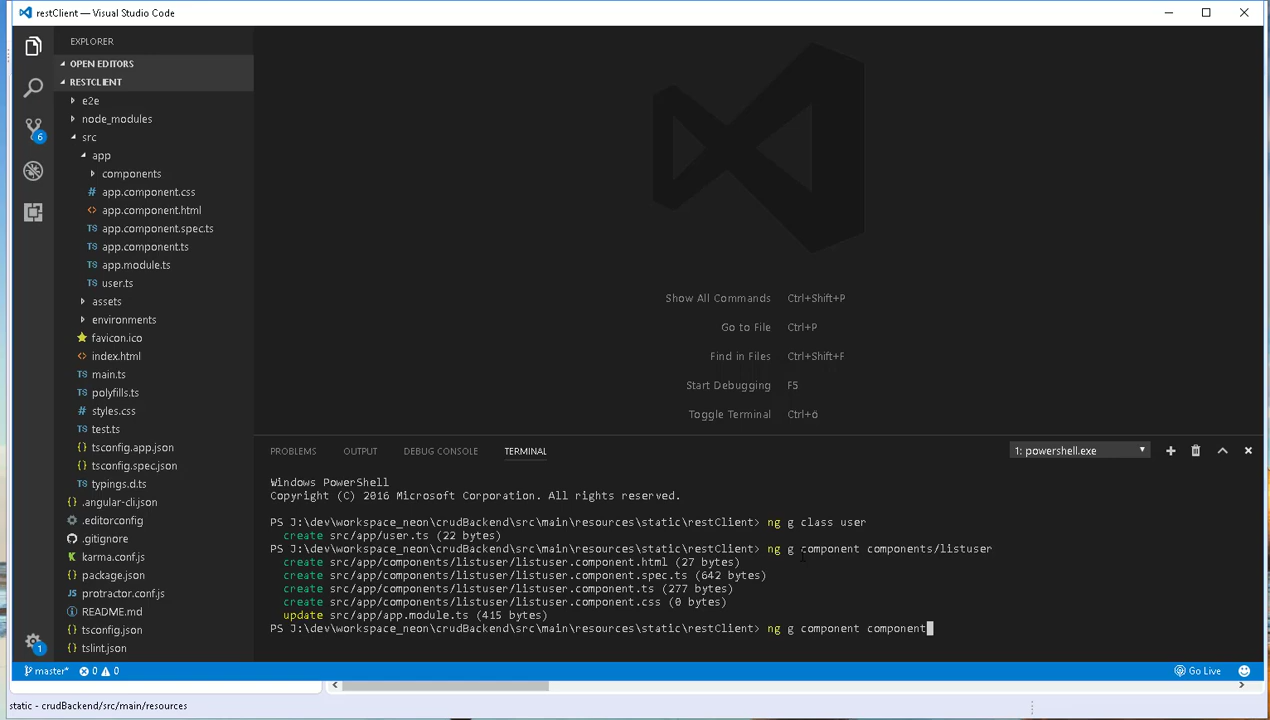 restClient — Visual Studio Code
EXPLORER
OPEN EDITORS
RESTCLIENT
e2e
node_modules
src
app
components
# app.component.css
<> app.component.html
TS app.component.spec.ts
TS app.component.ts
TS app.module.ts
TS user.ts
assets
environments
favicon.ico
<> index.html
TS main.ts
TS polyfills.ts
# styles.css
TS test.ts
{} tsconfig.app.json
{} tsconfig.spec.json
TS typings.d.ts
{} .angular-cli.json
.editorconfig
.gitignore
karma.conf.js
{} package.json
protractor.conf.js
README.md
{} tsconfig.json
{} tslint.json
6
1
Show All Commands Ctrl+Shift+P
Go to File Ctrl+P
Find in Files Ctrl+Shift+F
Start Debugging F5
Toggle Terminal Ctrl+ö
PROBLEMS OUTPUT DEBUG CONSOLE TERMINAL 1: powershell.exe
Windows PowerShell
Copyright (C) 2016 Microsoft Corporation. All rights reserved.
PS J:\dev\workspace_neon\crudBackend\src\main\resources\static\restClient> ng g class user
create src/app/user.ts (22 bytes)
PS J:\dev\workspace_neon\crudBackend\src\main\resources\static\restClient> ng g component components/listuser
create src/app/components/listuser/listuser.component.html (27 bytes)
create src/app/components/listuser/listuser.component.spec.ts (642 bytes)
create src/app/components/listuser/listuser.component.ts (277 bytes)
create src/app/components/listuser/listuser.component.css (0 bytes)
update src/app/app.module.ts (415 bytes)
PS J:\dev\workspace_neon\crudBackend\src\main\resources\static\restClient> ng g component component
master* 0 0 Go Live
static - crudBackend/src/main/resources